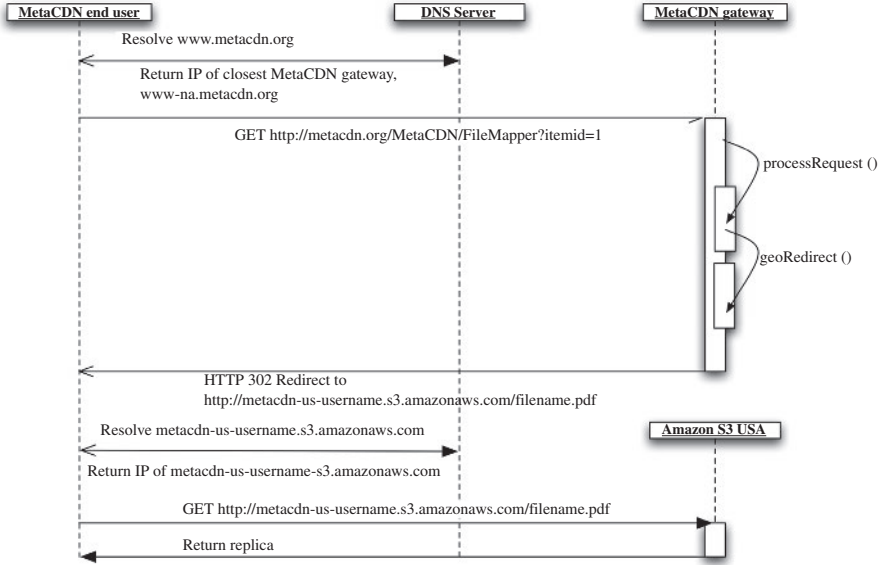 MetaCDN end user
DNS Server
MetaCDN gateway
Resolve www.metacdn.org
Return IP of closest MetaCDN gateway,
www-na.metacdn.org
GET http://metacdn.org/MetaCDN/FileMapper?itemid=1
processRequest ()
geoRedirect ()
HTTP 302 Redirect to
http://metacdn-us-username.s3.amazonaws.com/filename.pdf
Resolve metacdn-us-username.s3.amazonaws.com
Amazon S3 USA
Return IP of metacdn-us-username-s3.amazonaws.com
GET http://metacdn-us-username.s3.amazonaws.com/filename.pdf
Return replica